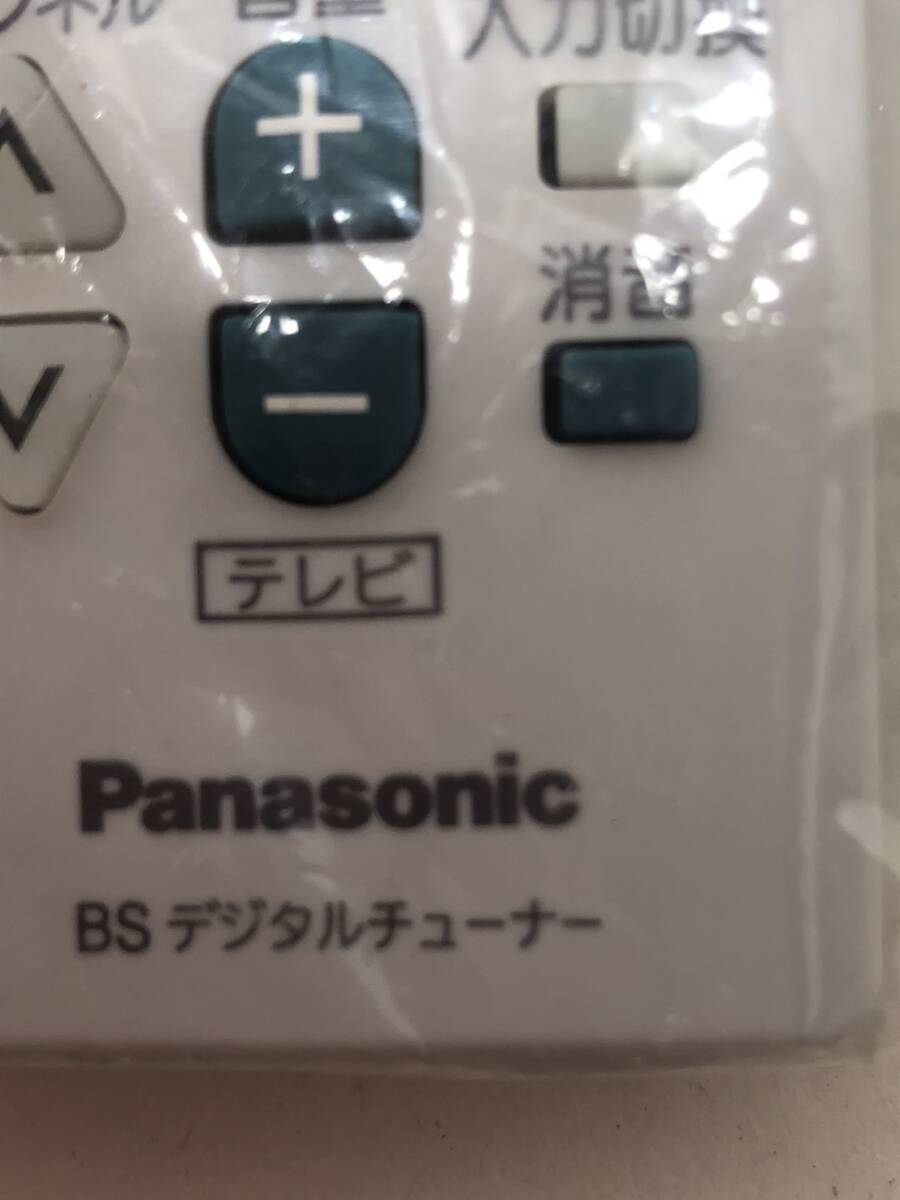 音量
入力切換
消音
テレビ
Panasonic
BS デジタルチューナー